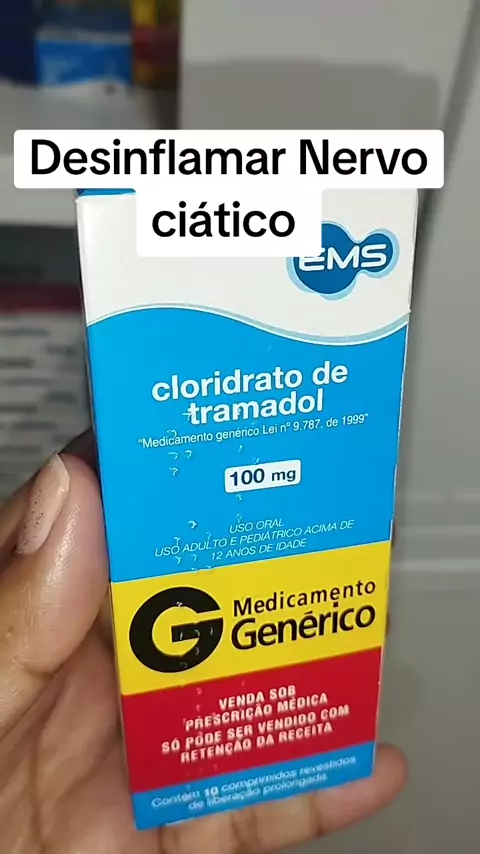 Desinflamar Nervo
ciático
EMS
cloridrato de
tramadol
"Medicamento genérico Lei nº 9.787, de 1999"
100 mg
USO ORAL
USO ADULTO E PEDIÁTRICO ACIMA DE
12 ANOS DE IDADE
G Medicamento
Genérico
VENDA SOB
PRESCRIÇÃO MÉDICA
SÓ PODE SER VENDIDO COM
RETENÇÃO DA RECEITA
Contém 10 comprimidos revestidos
de liberação prolongada